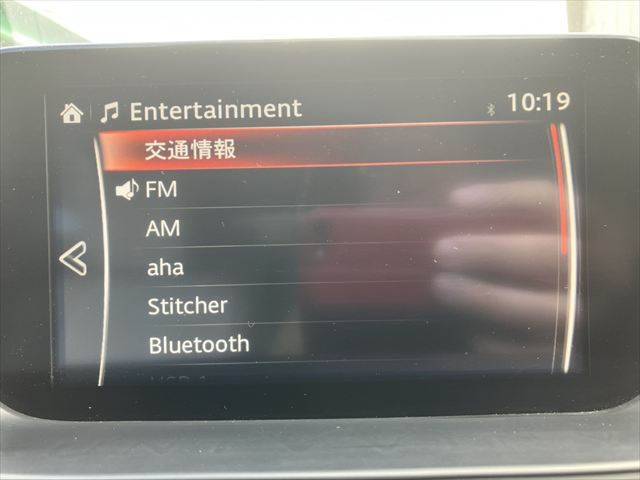 Entertainment 10:19
交通情報
FM
AM
aha
Stitcher
Bluetooth